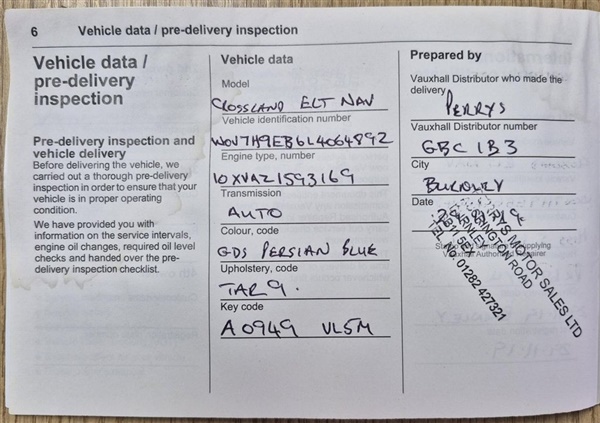 6 Vehicle data / pre-delivery inspection
Vehicle data /
pre-delivery
inspection
Pre-delivery inspection and
vehicle delivery
Before delivering the vehicle, we
carried out a thorough pre-delivery
inspection in order to ensure that your
vehicle is in proper operating
condition.
We have provided you with
information on the service intervals,
engine oil changes, required oil level
checks and handed over the pre-
delivery inspection checklist.
Vehicle data
Model
CROSSLAND ELT NAV
Vehicle identification number
W0V7H9EB6L4064892
Engine type, number
10XVAZ1593169
Transmission
AUTO
Colour, code
GDS PERSIAN BLUE
Upholstery, code
TAR9.
Key code
A0949 VL5M
Prepared by
Vauxhall Distributor who made the
delivery
PERRYS
Vauxhall Distributor number
GBC 1B3
City
BURNLEY
Date
PERRYS MOTOR SALES LTD
ROAD
BURNLEY
TEL NO. 01282 427321